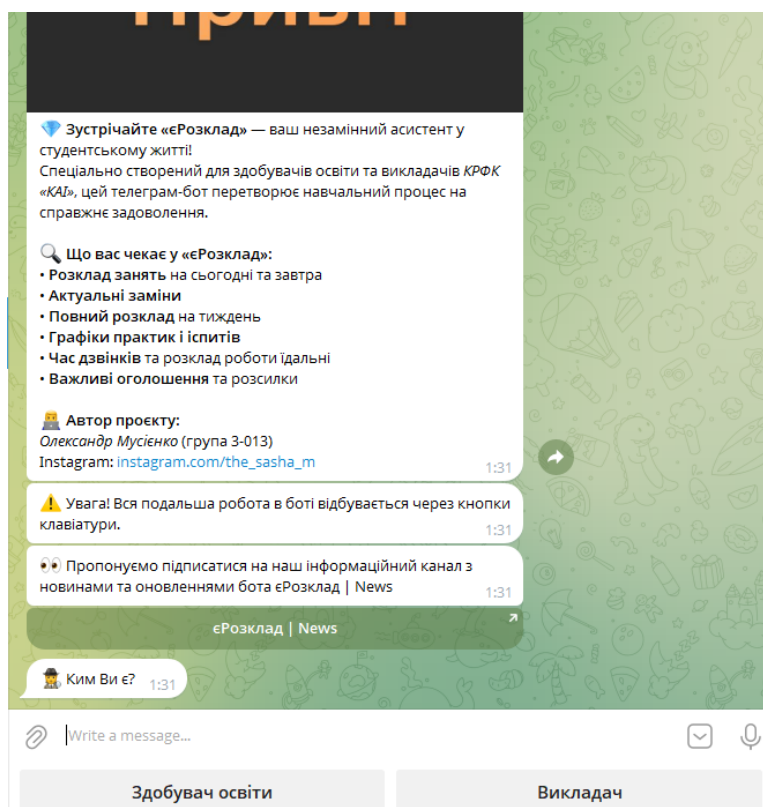 Привіт
💎 Зустрічайте «єРозклад» — ваш незамінний асистент у
студентському житті!
Спеціально створений для здобувачів освіти та викладачів КРФК
«КАІ», цей телеграм-бот перетворює навчальний процес на
справжнє задоволення.
🔍 Що вас чекає у «єРозклад»:
• Розклад занять на сьогодні та завтра
• Актуальні заміни
• Повний розклад на тиждень
• Графіки практик і іспитів
• Час дзвінків та розклад роботи їдальні
• Важливі оголошення та розсилки
👨‍💻 Автор проєкту:
Олександр Мусієнко (група 3-013)
Instagram: instagram.com/the_sasha_m
1:31
⚠️ Увага! Вся подальша робота в боті відбувається через кнопки
клавіатури.
1:31
👀 Пропонуємо підписатися на наш інформаційний канал з
новинами та оновленнями бота єРозклад | News
1:31
єРозклад | News
🕵️ Ким Ви є?
1:31
Write a message...
Здобувач освіти
Викладач